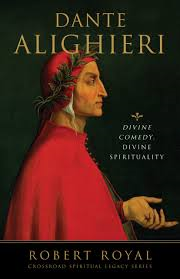 DANTE
ALIGHIERI
DIVINE
COMEDY,
DIVINE
SPIRITUALITY
ROBERT ROYAL
CROSSROAD SPIRITUAL LEGACY SERIES